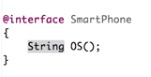 @interface SmartPhone
{
String OS();
}